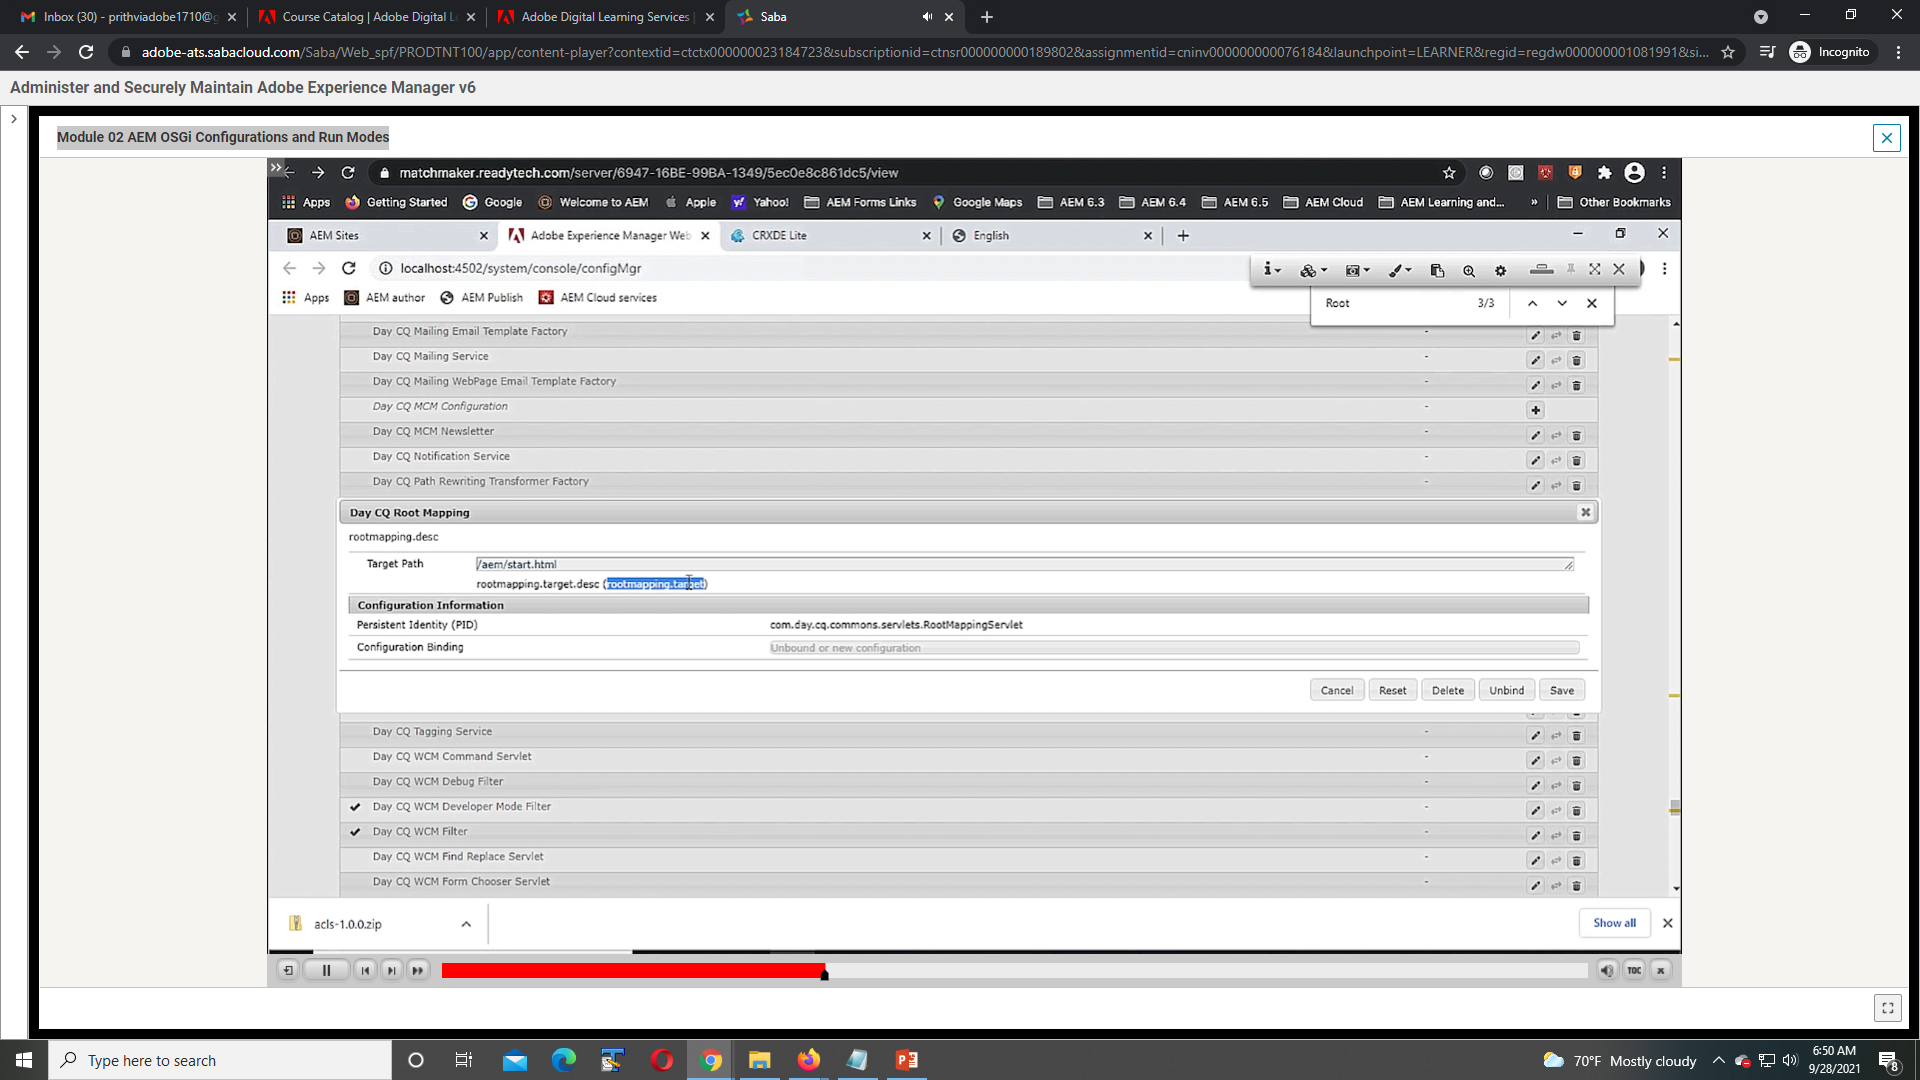 Inbox (30) - prithviadobe1710@g
Course Catalog | Adobe Digital L
Adobe Digital Learning Services
Saba
adobe-ats.sabacloud.com/Saba/Web_spf/PRODTNT100/app/content-player?contextid=ctctx000000023184723&subscriptionid=ctnsr0000000000189802&assignmentid=cninv000000000076184&launchpoint=LEARNER&regid=regdw000000001081991&si...
Incognito
Administer and Securely Maintain Adobe Experience Manager v6
Module 02 AEM OSGi Configurations and Run Modes
matchmaker.readytech.com/server/6947-16BE-99BA-1349/5ec0e8c861dc5/view
Apps Getting Started Google Welcome to AEM Apple Yahoo! AEM Forms Links Google Maps AEM 6.3 AEM 6.4 AEM 6.5 AEM Cloud AEM Learning and... » Other Bookmarks
AEM Sites
Adobe Experience Manager Web
CRXDE Lite
English
localhost:4502/system/console/configMgr
Apps AEM author AEM Publish AEM Cloud services
Root 3/3
Day CQ Mailing Email Template Factory -
Day CQ Mailing Service -
Day CQ Mailing WebPage Email Template Factory -
Day CQ MCM Configuration -
Day CQ MCM Newsletter -
Day CQ Notification Service -
Day CQ Path Rewriting Transformer Factory -
Day CQ Root Mapping
rootmapping.desc
Target Path /aem/start.html
rootmapping.target.desc (rootmapping.target)
Configuration Information
Persistent Identity (PID) com.day.cq.commons.servlets.RootMappingServlet
Configuration Binding Unbound or new configuration
Cancel Reset Delete Unbind Save
Day CQ Tagging Service -
Day CQ WCM Command Servlet -
Day CQ WCM Debug Filter -
Day CQ WCM Developer Mode Filter -
Day CQ WCM Filter -
Day CQ WCM Find Replace Servlet -
Day CQ WCM Form Chooser Servlet -
acls-1.0.0.zip
Show all
TOC
Type here to search
70°F Mostly cloudy
6:50 AM
9/28/2021
8